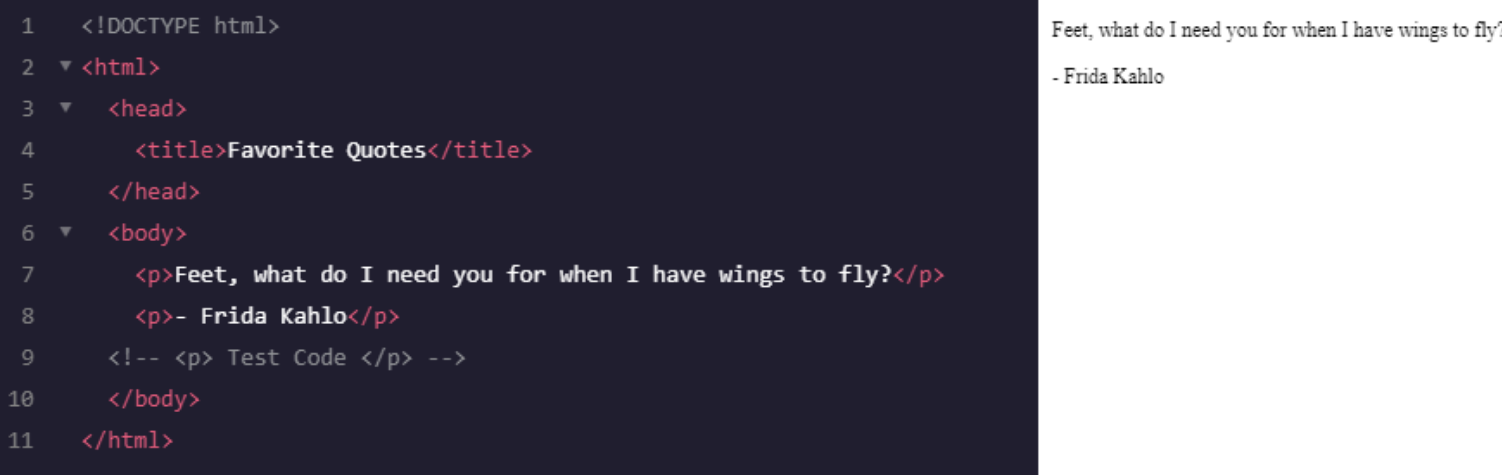 1 <!DOCTYPE html>
2 <html>
3 <head>
4 <title>Favorite Quotes</title>
5 </head>
6 <body>
7 <p>Feet, what do I need you for when I have wings to fly?</p>
8 <p>- Frida Kahlo</p>
9 <!-- <p> Test Code </p> -->
10 </body>
11 </html>
Feet, what do I need you for when I have wings to fly?
- Frida Kahlo